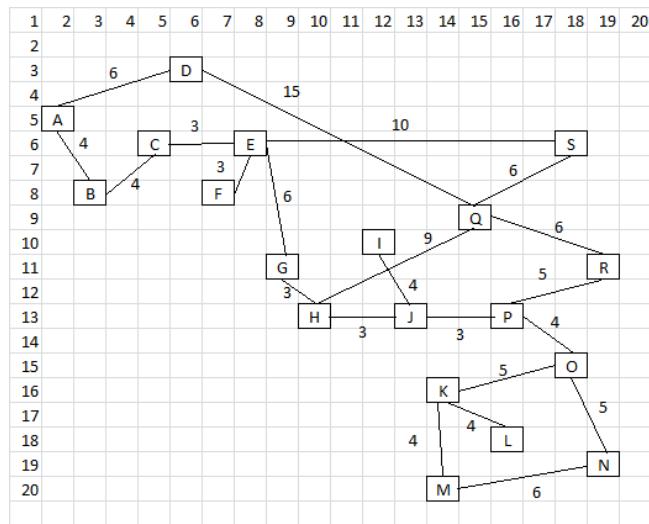 1 2 3 4 5 6 7 8 9 10 11 12 13 14 15 16 17 18 19 20
2
3 6 D
4 15
5 A
6 4 C 3 E 10 S
7 3 6
8 B 4 F 6
9 Q
10 I 9 6
11 G R
12 3 4 5
13 H 3 J 3 P 4
14
15 5 O
16 K
17 4 5
18 4 L
19 N
20 M 6